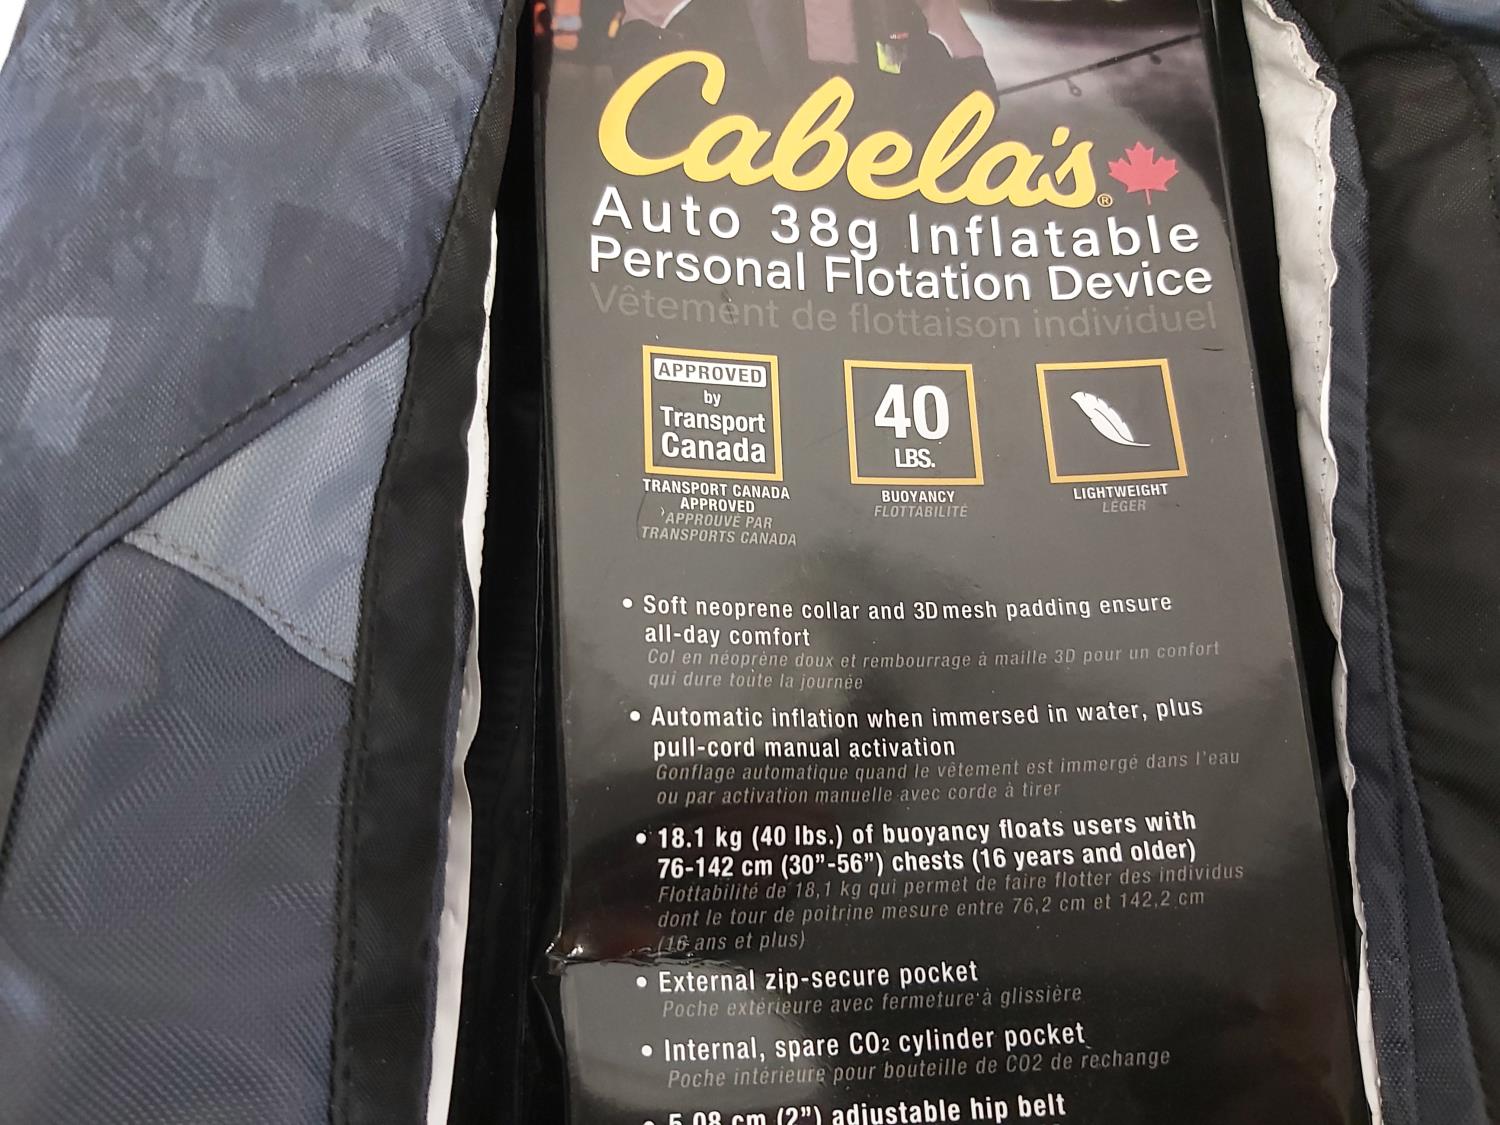 Cabela's®
Auto 38g Inflatable
Personal Flotation Device
Vêtement de flottaison individuel
APPROVED
by
Transport
Canada
TRANSPORT CANADA
APPROVED
APPROUVÉ PAR
TRANSPORTS CANADA
40
LBS.
BUOYANCY
FLOTTABILITÉ
LIGHTWEIGHT
LÉGER
• Soft neoprene collar and 3D mesh padding ensure
all-day comfort
Col en néoprène doux et rembourrage à maille 3D pour un confort
qui dure toute la journée
• Automatic inflation when immersed in water, plus
pull-cord manual activation
Gonflage automatique quand le vêtement est immergé dans l'eau
ou par activation manuelle avec corde à tirer
• 18.1 kg (40 lbs.) of buoyancy floats users with
76-142 cm (30”-56”) chests (16 years and older)
Flottabilité de 18,1 kg qui permet de faire flotter des individus
dont le tour de poitrine mesure entre 76,2 cm et 142,2 cm
(16 ans et plus)
• External zip-secure pocket
Poche extérieure avec fermeture à glissière
• Internal, spare CO2 cylinder pocket
Poche intérieure pour bouteille de CO2 de rechange
• 5.08 cm (2”) adjustable hip belt